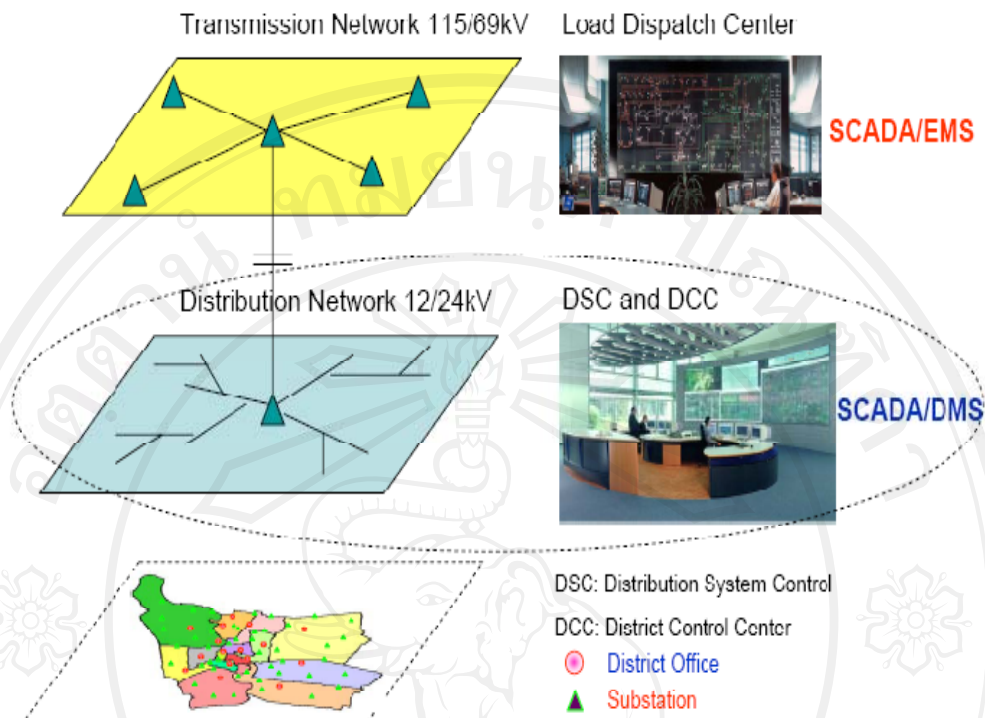 Transmission Network 115/69kV
Load Dispatch Center
SCADA/EMS
Distribution Network 12/24kV
DSC and DCC
SCADA/DMS
DSC: Distribution System Control
DCC: District Control Center
District Office
Substation